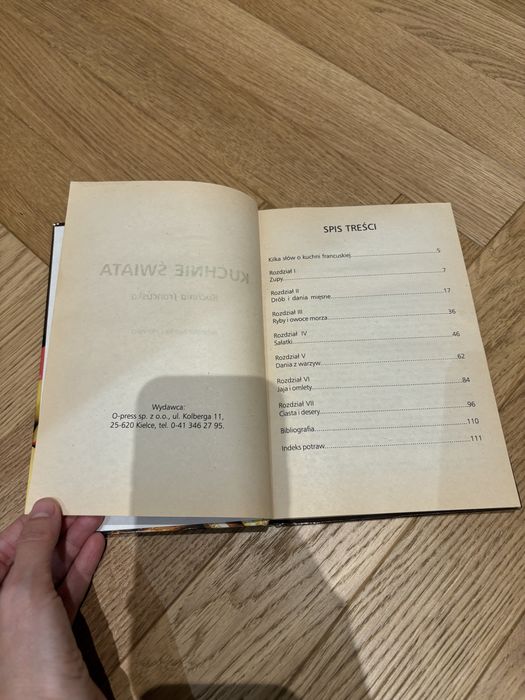 KUCHNIE ŚWIATA
Kuchnia francuska
Wydawca:
O-press sp. z o.o., ul. Kolberga 11,
25-620 Kielce, tel. 0-41 346 27 95.
SPIS TREŚCI
Kilka słów o kuchni francuskiej 5
Rozdział I
Zupy 7
Rozdział II
Drób i dania mięsne 17
Rozdział III
Ryby i owoce morza 36
Rozdział IV
Sałatki 46
Rozdział V
Dania z warzyw 62
Rozdział VI
Jaja i omlety 84
Rozdział VII
Ciasta i desery 96
Bibliografia 110
Indeks potraw 111